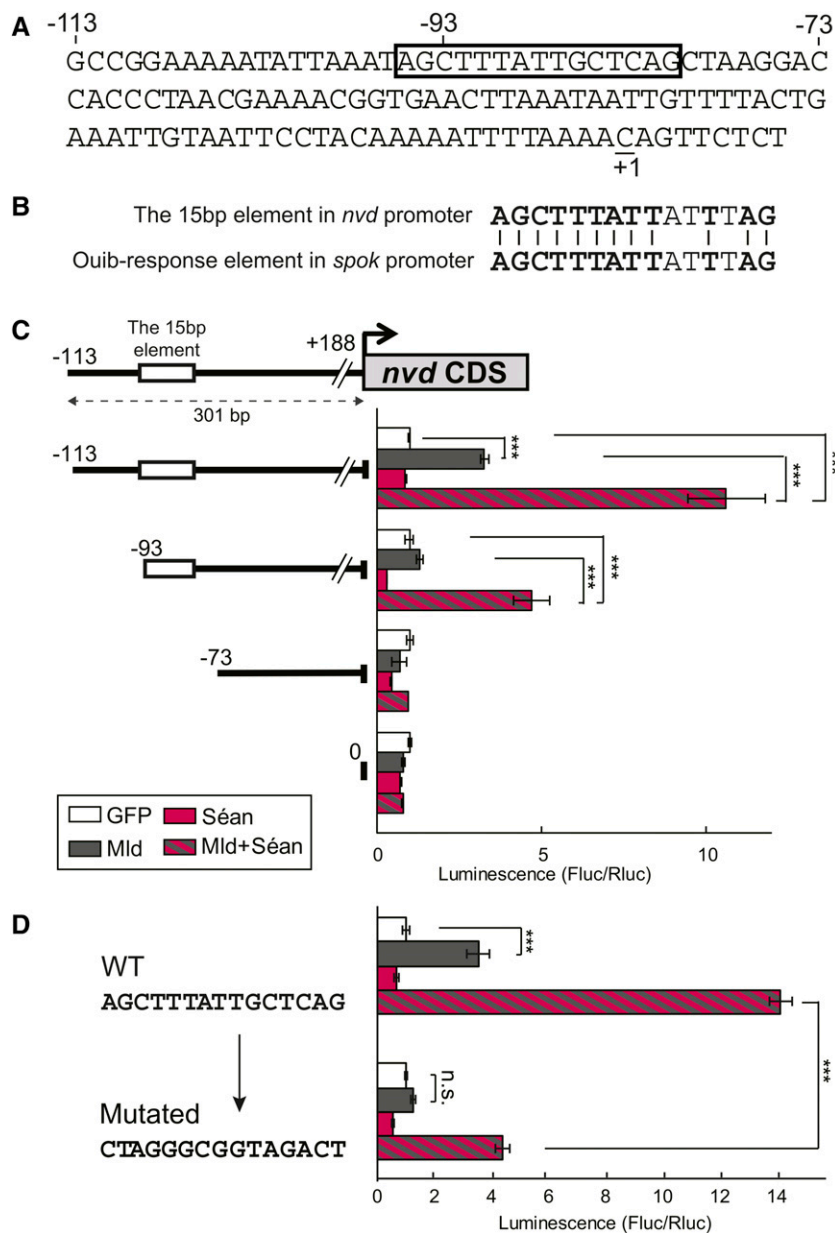 A
-113 -93 -73
GCCGGAAAAATATTAAATAGCTTTATTGCTCAGCTAAGGAC
CACCCTAACGAAAACGGTGAACTTAAATAATTGTTTTACTG
AAATTGTAATTCCTACAAAAATTTTAAAACAGTTCTCT
+1
B
The 15bp element in nvd promoter AGCTTTATTATTTAG
Ouib-response element in spok promoter AGCTTTATTATTTAG
C
The 15bp
element
-113 +188
nvd CDS
301 bp
-113
***
***
***
-93
***
***
-73
0
GFP Séan
Mld Mld+Séan
0 5 10
Luminescence (Fluc/Rluc)
D
WT
AGCTTTATTGCTCAG
***
Mutated
CTAGGGCGGTAGACT
n.s.
***
0 2 4 6 8 10 12 14
Luminescence (Fluc/Rluc)